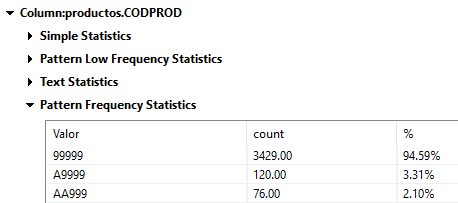 Column:productos.CODPROD
Simple Statistics
Pattern Low Frequency Statistics
Text Statistics
Pattern Frequency Statistics
Valor count %
99999 3429.00 94.59%
A9999 120.00 3.31%
AA999 76.00 2.10%